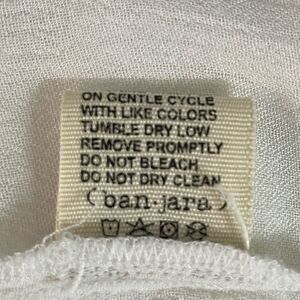 ON GENTLE CYCLE
WITH LIKE COLORS
TUMBLE DRY LOW
REMOVE PROMPTLY
DO NOT BLEACH
DO NOT DRY CLEAN
(ban·jara)